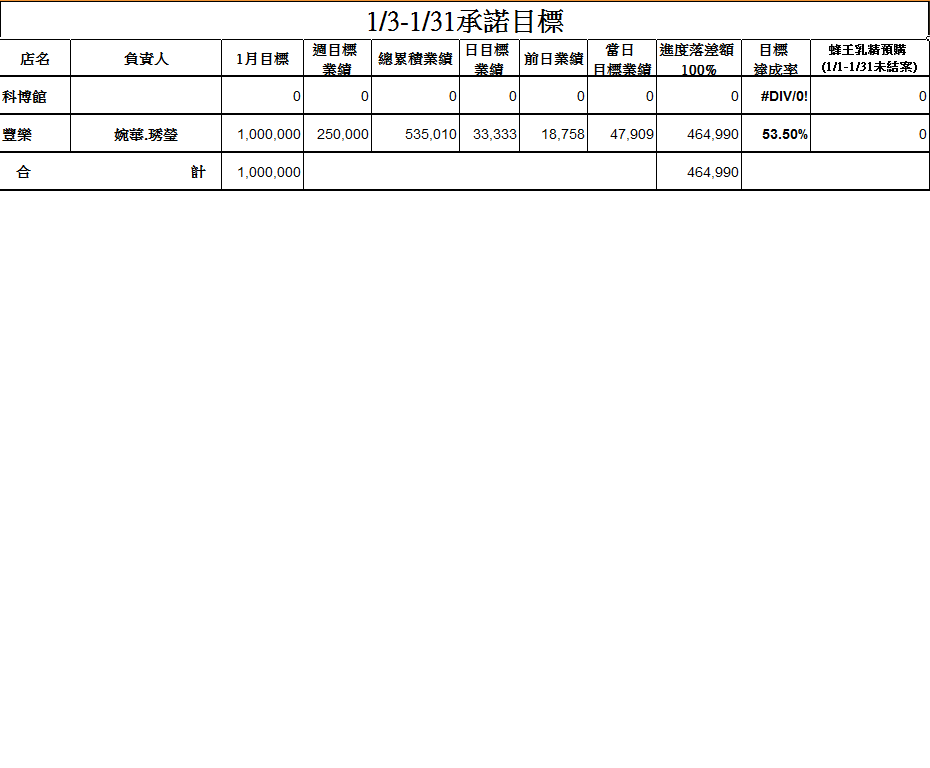 1/3-1/31承諾目標
店名 負責人 1月目標 週目標 業績 總累積業績 日目標 業績 前日業績 當日 目標業績 進度落差額 100% 目標 達成率 蜂王乳精預購 (1/1-1/31未結案)
科博館 0 0 0 0 0 0 0 #DIV/0! 0
豐樂 婉華.琇瑩 1,000,000 250,000 535,010 33,333 18,758 47,909 464,990 53.50% 0
合 計 1,000,000 464,990